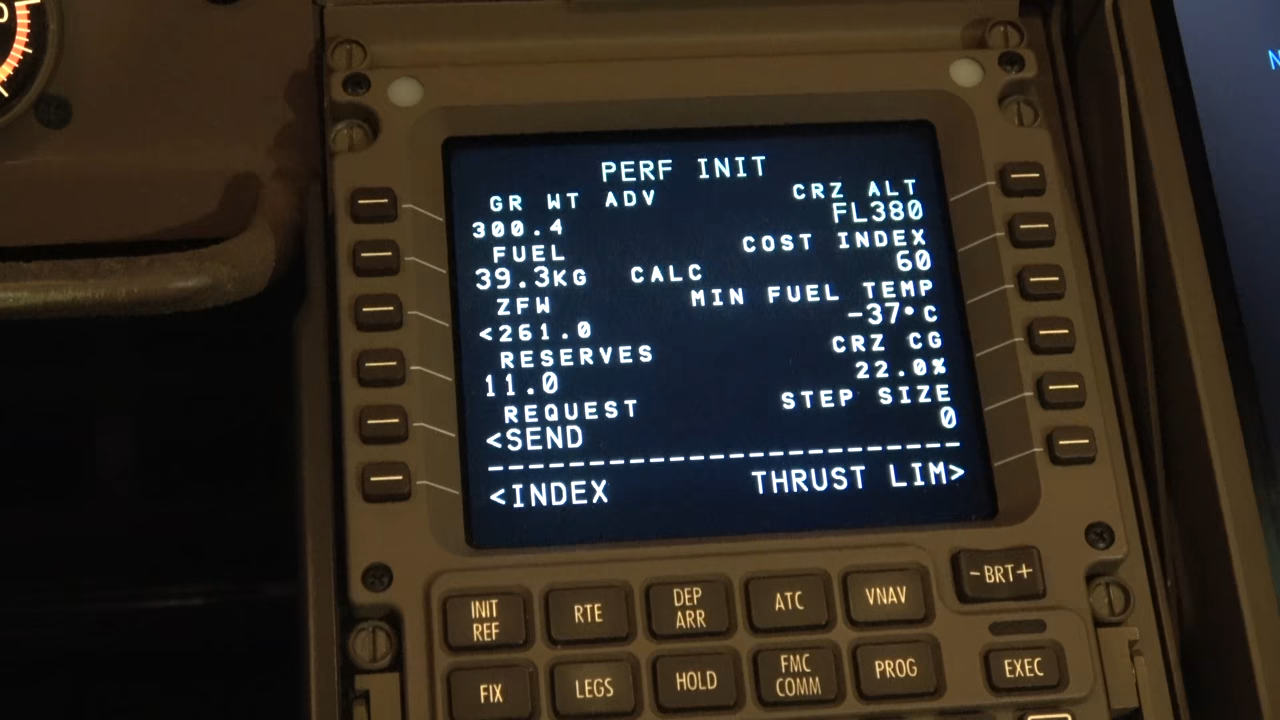 PERF INIT
GR WT ADV CRZ ALT
300.4 FL380
FUEL COST INDEX
39.3KG CALC 60
ZFW MIN FUEL TEMP
<261.0 -37°C
RESERVES CRZ CG
11.0 22.0%
REQUEST STEP SIZE
<SEND 0
------------------------
<INDEX THRUST LIM>
INIT REF
RTE
DEP ARR
ATC
VNAV
-BRT+
FIX
LEGS
HOLD
FMC COMM
PROG
EXEC